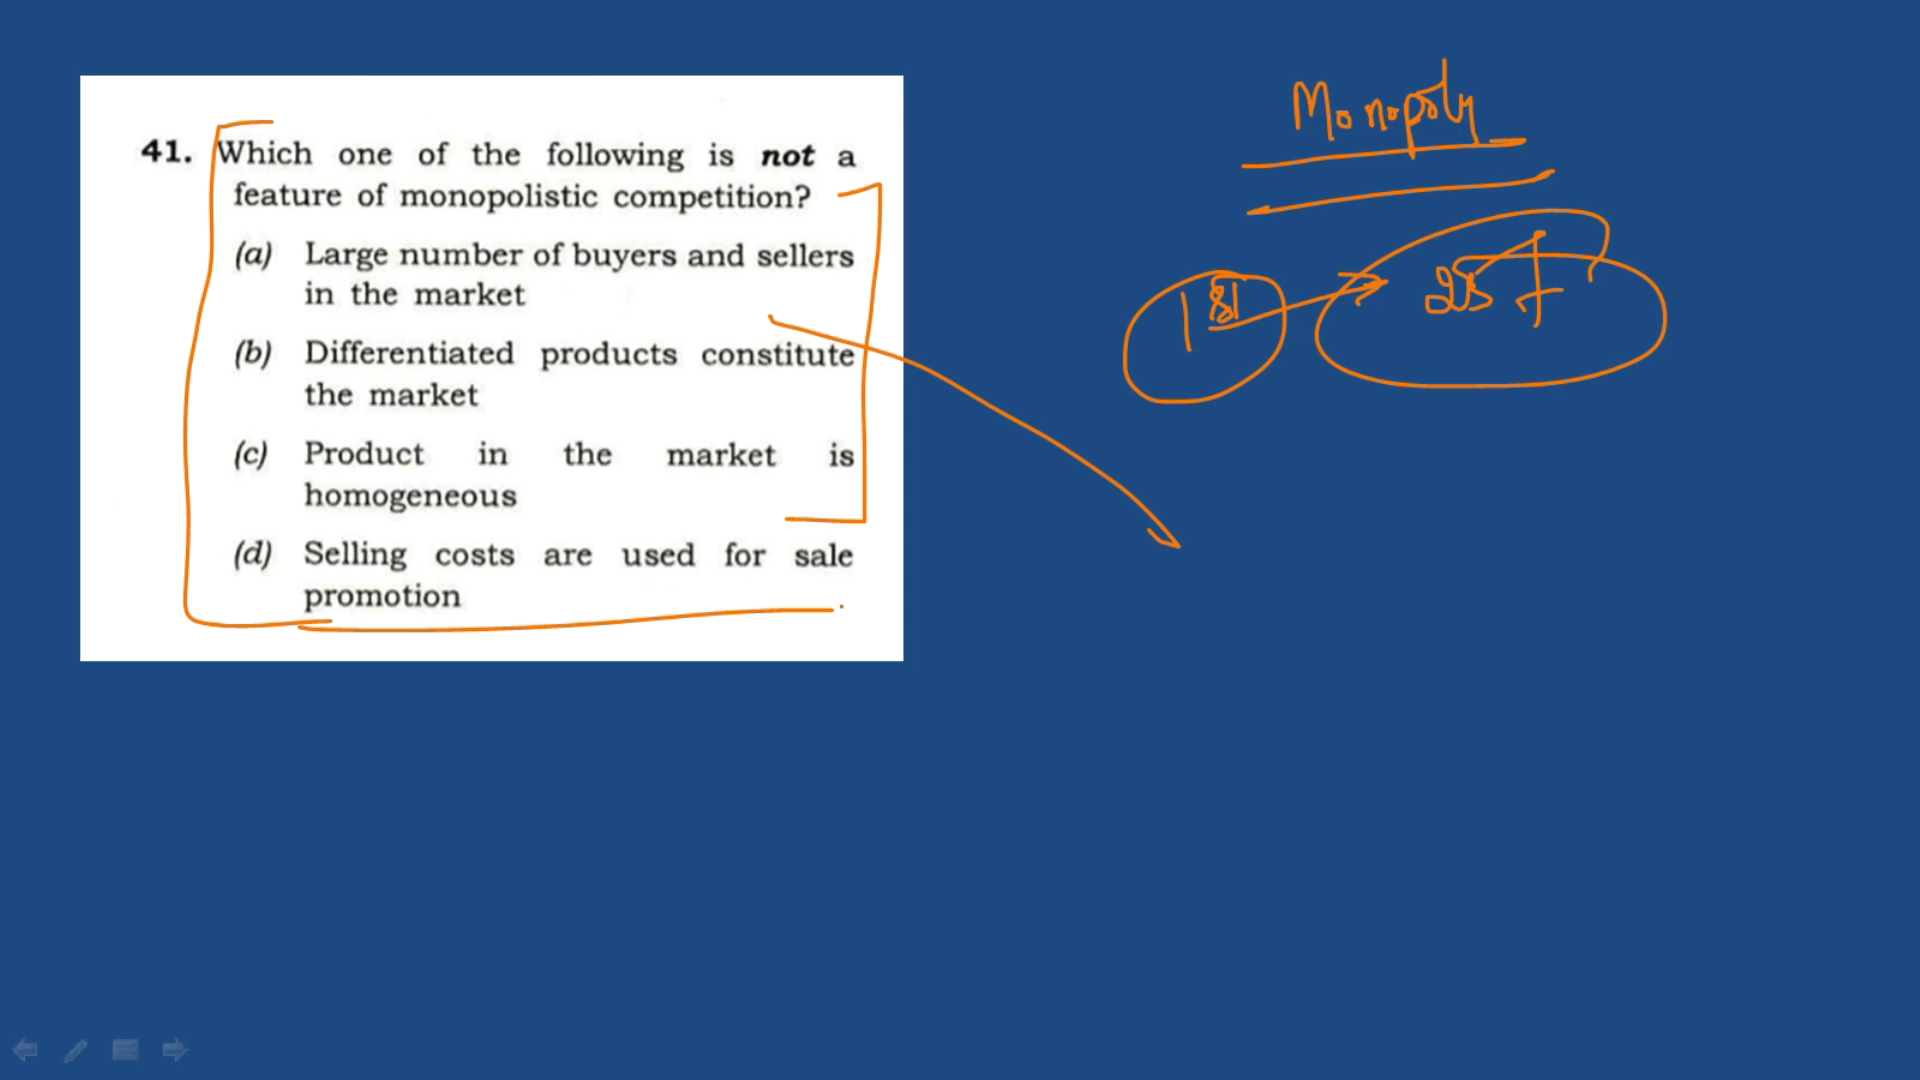 41. Which one of the following is not a
feature of monopolistic competition?
(a) Large number of buyers and sellers
in the market
(b) Differentiated products constitute
the market
(c) Product in the market is
homogeneous
(d) Selling costs are used for sale
promotion
Monopoly